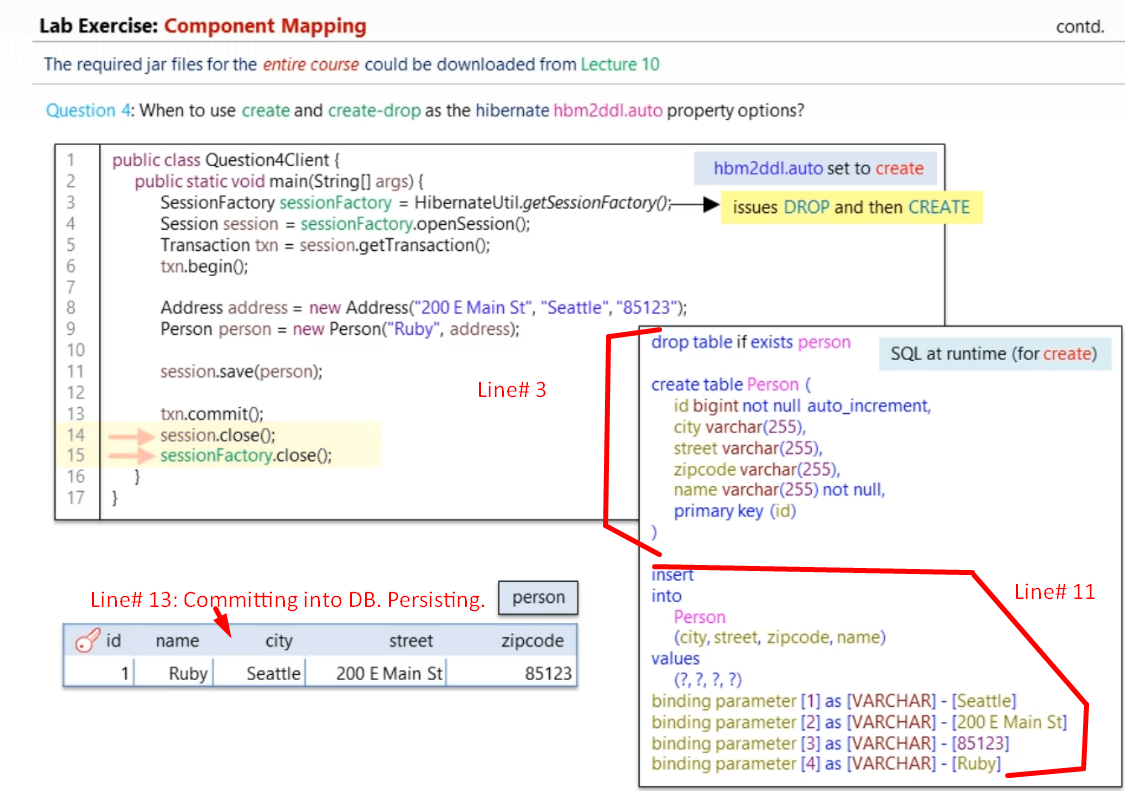 Lab Exercise: Component Mapping
contd.
The required jar files for the entire course could be downloaded from Lecture 10
Question 4: When to use create and create-drop as the hibernate hbm2ddl.auto property options?
1 public class Question4Client {
2 public static void main(String[] args) {
3 SessionFactory sessionFactory = HibernateUtil.getSessionFactory();
4 Session session = sessionFactory.openSession();
5 Transaction txn = session.getTransaction();
6 txn.begin();
7
8 Address address = new Address("200 E Main St", "Seattle", "85123");
9 Person person = new Person("Ruby", address);
10
11 session.save(person);
12
13 txn.commit();
14 session.close();
15 sessionFactory.close();
16 }
17 }
hbm2ddl.auto set to create
issues DROP and then CREATE
Line# 3
drop table if exists person
SQL at runtime (for create)
create table Person (
id bigint not null auto_increment,
city varchar(255),
street varchar(255),
zipcode varchar(255),
name varchar(255) not null,
primary key (id)
)
insert
into
Person
(city, street, zipcode, name)
values
(?, ?, ?, ?)
binding parameter [1] as [VARCHAR] - [Seattle]
binding parameter [2] as [VARCHAR] - [200 E Main St]
binding parameter [3] as [VARCHAR] - [85123]
binding parameter [4] as [VARCHAR] - [Ruby]
Line# 11
Line# 13: Committing into DB. Persisting.
person
id name city street zipcode
1 Ruby Seattle 200 E Main St 85123